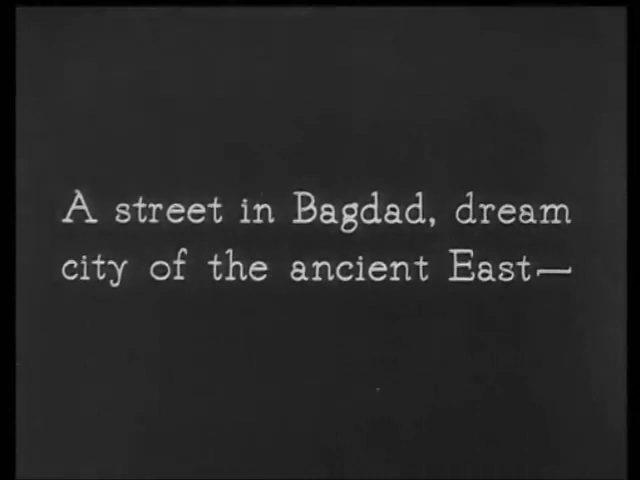 A street in Bagdad, dream
city of the ancient East—